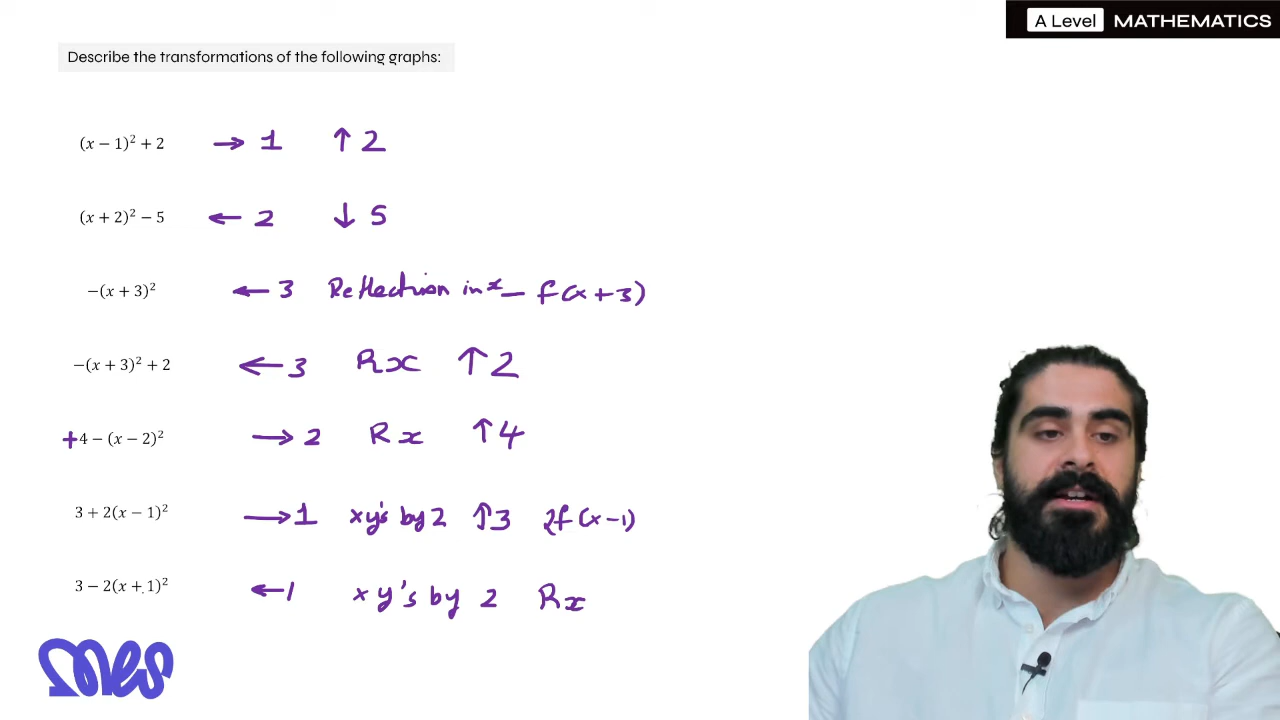 A Level MATHEMATICS
Describe the transformations of the following graphs:
(x − 1)² + 2 → 1 ↑ 2
(x + 2)² − 5 ← 2 ↓ 5
−(x + 3)² ← 3 Reflection in x − f(x + 3)
−(x + 3)² + 2 ← 3 Rx ↑ 2
+4 − (x − 2)² → 2 Rx ↑ 4
3 + 2(x − 1)² → 1 xy's by 2 ↑ 3 2f(x − 1)
3 − 2(x + 1)² ← 1 x y's by 2 Rx